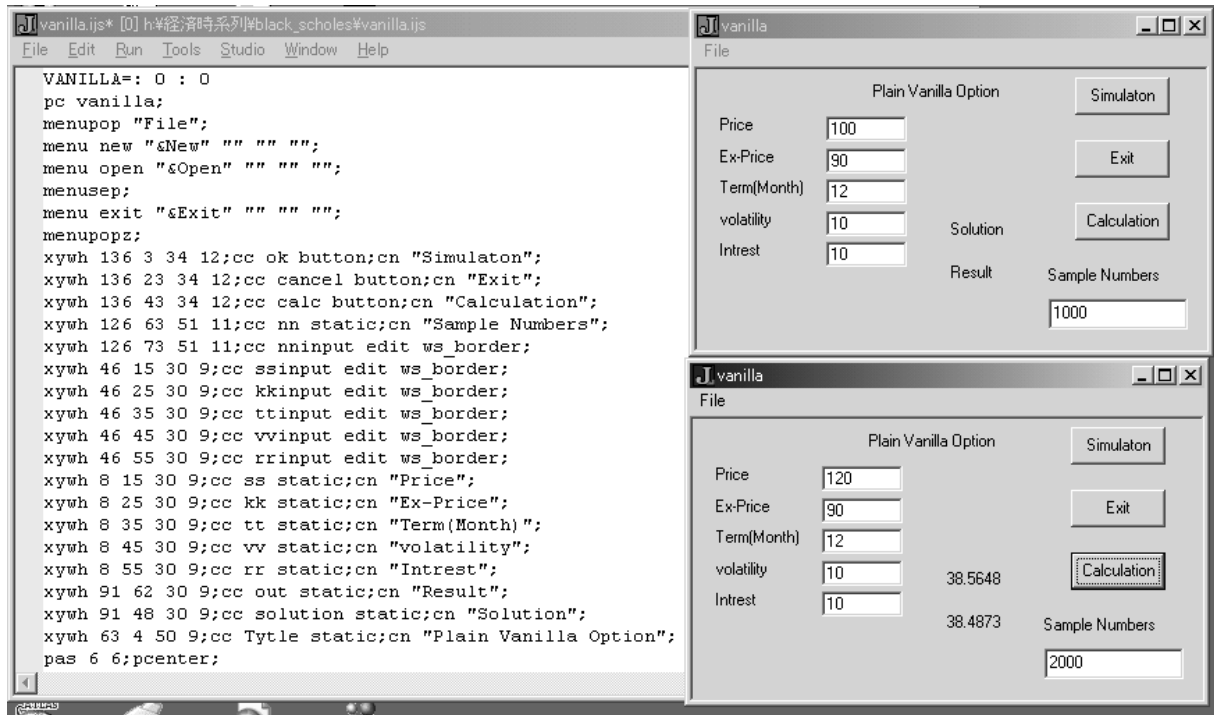 vanilla.ijs* [0] h:¥経済時系列¥black_scholes¥vanilla.ijs
File Edit Run Tools Studio Window Help
VANILLA=: 0 : 0
pc vanilla;
menupop "File";
menu new "&New" "" "" "";
menu open "&Open" "" "" "";
menusep;
menu exit "&Exit" "" "" "";
menupopz;
xywh 136 3 34 12;cc ok button;cn "Simulaton";
xywh 136 23 34 12;cc cancel button;cn "Exit";
xywh 136 43 34 12;cc calc button;cn "Calculation";
xywh 126 63 51 11;cc nn static;cn "Sample Numbers";
xywh 126 73 51 11;cc nninput edit ws_border;
xywh 46 15 30 9;cc ssinput edit ws_border;
xywh 46 25 30 9;cc kkinput edit ws_border;
xywh 46 35 30 9;cc ttinput edit ws_border;
xywh 46 45 30 9;cc vvinput edit ws_border;
xywh 46 55 30 9;cc rrinput edit ws_border;
xywh 8 15 30 9;cc ss static;cn "Price";
xywh 8 25 30 9;cc kk static;cn "Ex-Price";
xywh 8 35 30 9;cc tt static;cn "Term(Month)";
xywh 8 45 30 9;cc vv static;cn "volatility";
xywh 8 55 30 9;cc rr static;cn "Intrest";
xywh 91 62 30 9;cc out static;cn "Result";
xywh 91 48 30 9;cc solution static;cn "Solution";
xywh 63 4 50 9;cc Tytle static;cn "Plain Vanilla Option";
pas 6 6;pcenter;
vanilla
File
Plain Vanilla Option
Simulaton
Price 100
Ex-Price 90
Exit
Term(Month) 12
volatility 10
Solution
Calculation
Intrest 10
Result
Sample Numbers
1000
vanilla
File
Plain Vanilla Option
Simulaton
Price 120
Ex-Price 90
Exit
Term(Month) 12
volatility 10
38.5648
Calculation
Intrest 10
38.4873
Sample Numbers
2000